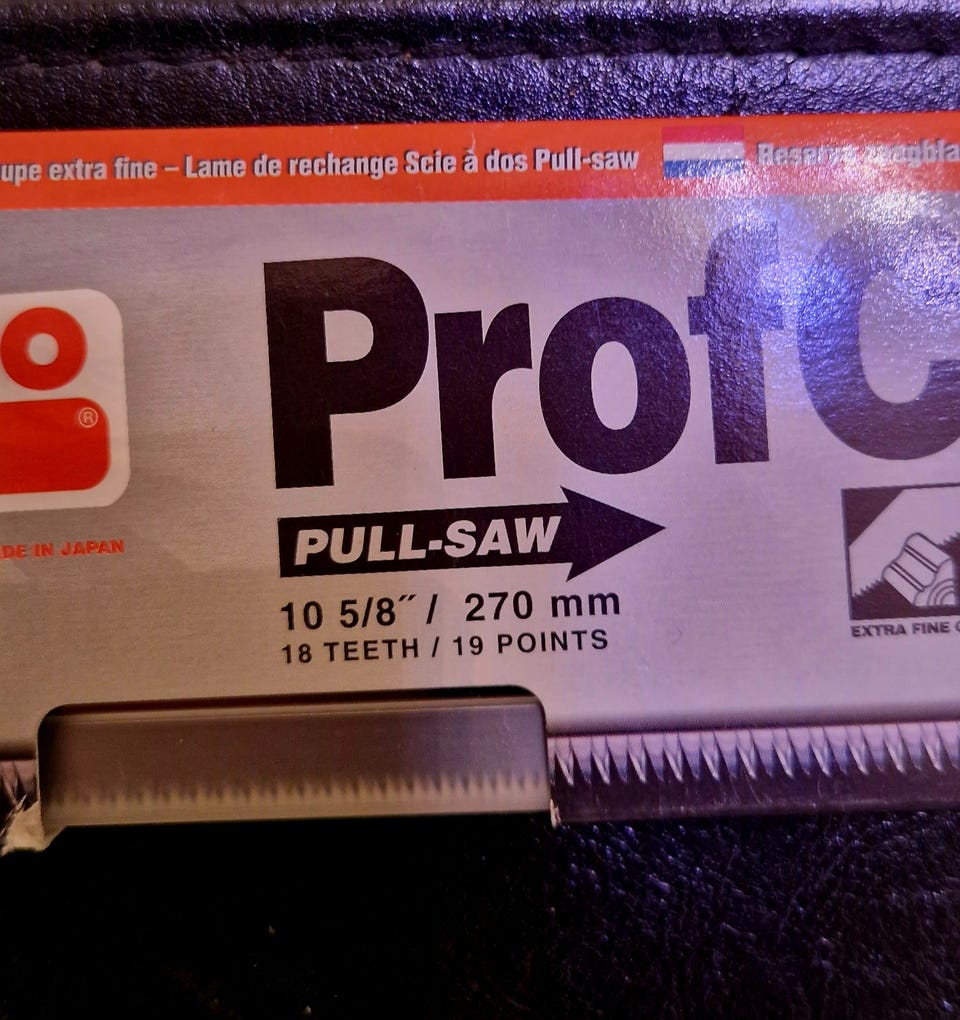 upe extra fine – Lame de rechange Scie à dos Pull-saw
ProfC
®
DE IN JAPAN
PULL-SAW
10 5/8″ / 270 mm
18 TEETH / 19 POINTS
EXTRA FINE